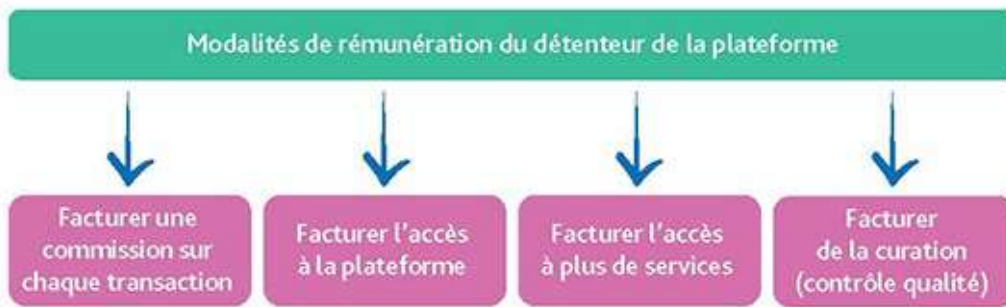 Modalités de rémunération du détenteur de la plateforme
Facturer une
commission sur
chaque transaction
Facturer l'accès
à la plateforme
Facturer l'accès
à plus de services
Facturer
de la curation
(contrôle qualité)